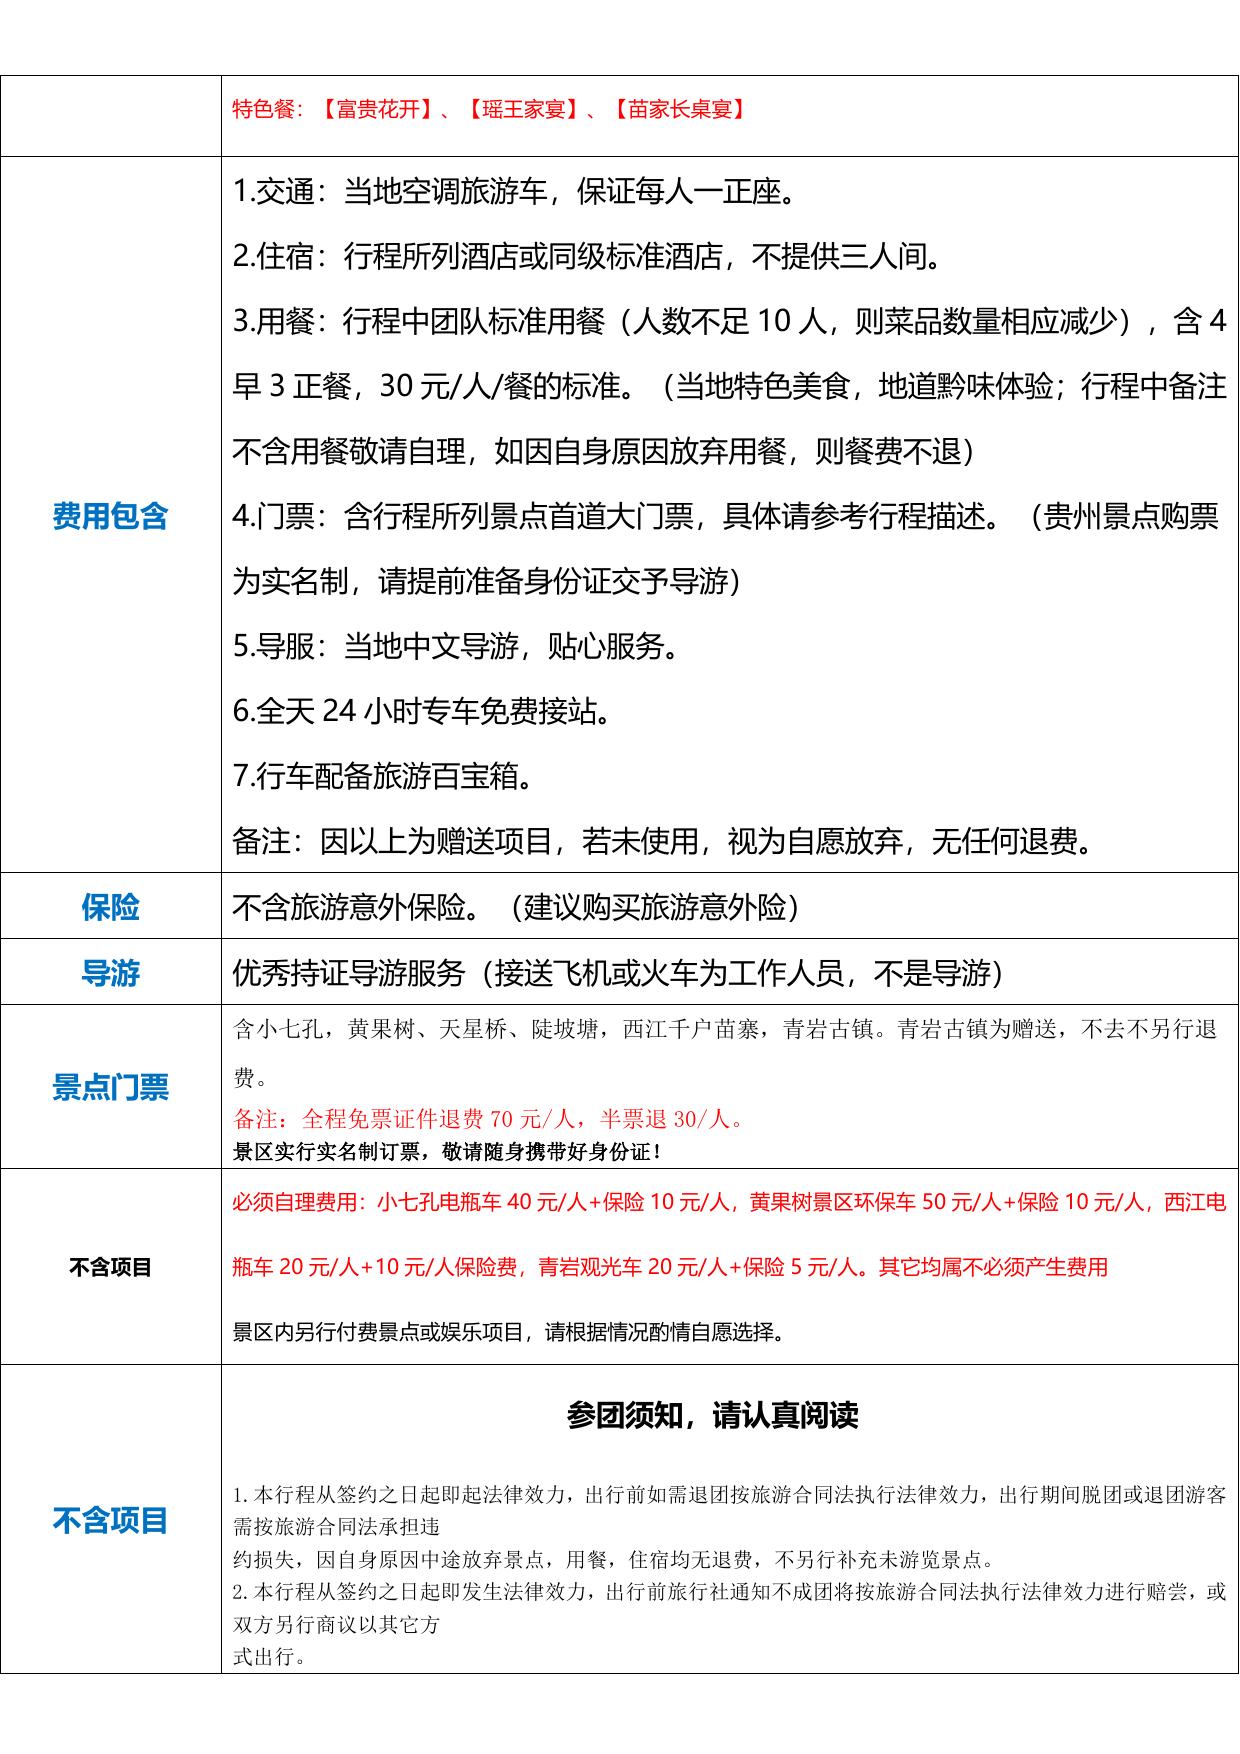 特色餐：【富贵花开】、【瑶王家宴】、【苗家长桌宴】
费用包含
1.交通：当地空调旅游车，保证每人一正座。
2.住宿：行程所列酒店或同级标准酒店，不提供三人间。
3.用餐：行程中团队标准用餐（人数不足 10 人，则菜品数量相应减少），含 4
早 3 正餐，30 元/人/餐的标准。（当地特色美食，地道黔味体验；行程中备注
不含用餐敬请自理，如因自身原因放弃用餐，则餐费不退）
4.门票：含行程所列景点首道大门票，具体请参考行程描述。（贵州景点购票
为实名制，请提前准备身份证交予导游）
5.导服：当地中文导游，贴心服务。
6.全天 24 小时专车免费接站。
7.行车配备旅游百宝箱。
备注：因以上为赠送项目，若未使用，视为自愿放弃，无任何退费。
保险
不含旅游意外保险。（建议购买旅游意外险）
导游
优秀持证导游服务（接送飞机或火车为工作人员，不是导游）
景点门票
含小七孔，黄果树、天星桥、陡坡塘，西江千户苗寨，青岩古镇。青岩古镇为赠送，不去不另行退
费。
备注：全程免票证件退费 70 元/人，半票退 30/人。
景区实行实名制订票，敬请随身携带好身份证！
不含项目
必须自理费用：小七孔电瓶车 40 元/人+保险 10 元/人，黄果树景区环保车 50 元/人+保险 10 元/人，西江电
瓶车 20 元/人+10 元/人保险费，青岩观光车 20 元/人+保险 5 元/人。其它均属不必须产生费用
景区内另行付费景点或娱乐项目，请根据情况酌情自愿选择。
不含项目
参团须知，请认真阅读
1.本行程从签约之日起即起法律效力，出行前如需退团按旅游合同法执行法律效力，出行期间脱团或退团游客
需按旅游合同法承担违
约损失，因自身原因中途放弃景点，用餐，住宿均无退费，不另行补充未游览景点。
2.本行程从签约之日起即发生法律效力，出行前旅行社通知不成团将按旅游合同法执行法律效力进行赔尝，或
双方另行商议以其它方
式出行。